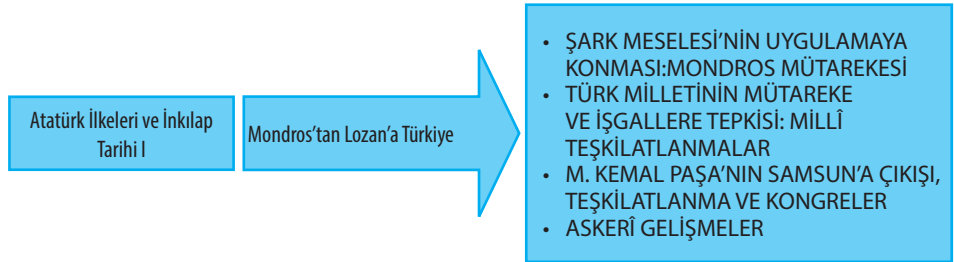 Atatürk İlkeleri ve İnkılap
Tarihi I
Mondros’tan Lozan’a Türkiye
• ŞARK MESELESİ’NİN UYGULAMAYA
KONMASI:MONDROS MÜTAREKESİ
• TÜRK MİLLETİNİN MÜTAREKE
VE İŞGALLERE TEPKİSİ: MİLLÎ
TEŞKİLATLANMALAR
• M. KEMAL PAŞA’NIN SAMSUN’A ÇIKIŞI,
TEŞKİLATLANMA VE KONGRELER
• ASKERÎ GELİŞMELER